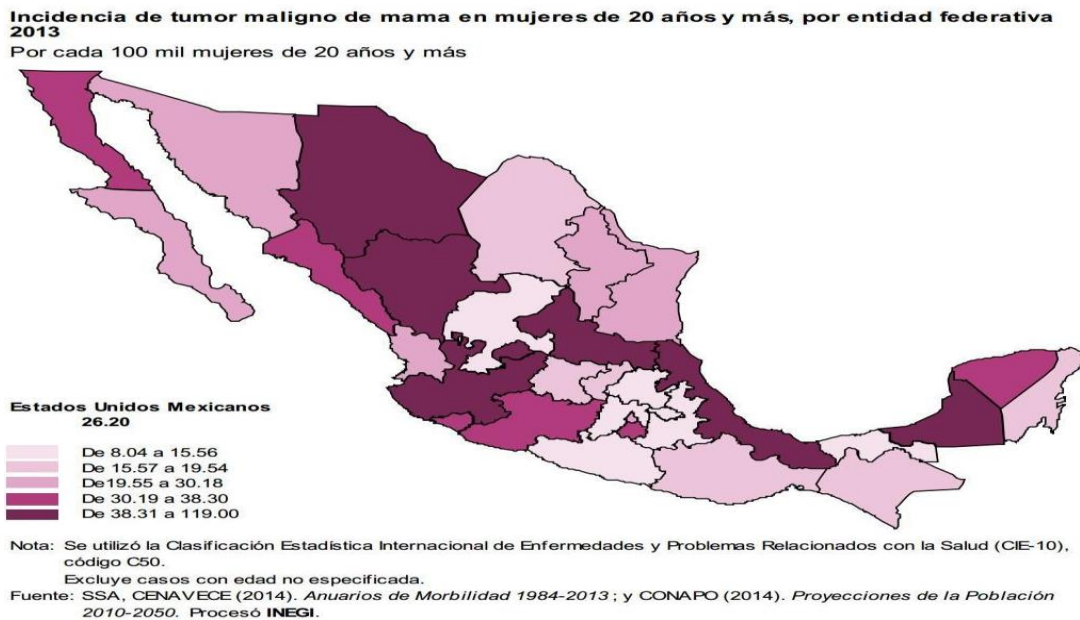 Incidencia de tumor maligno de mama en mujeres de 20 años y más, por entidad federativa
2013
Por cada 100 mil mujeres de 20 años y más
Estados Unidos Mexicanos
26.20
De 8.04 a 15.56
De 15.57 a 19.54
De19.55 a 30.18
De 30.19 a 38.30
De 38.31 a 119.00
Nota: Se utilizó la Clasificación Estadística Internacional de Enfermedades y Problemas Relacionados con la Salud (CIE-10),
código C50.
Excluye casos con edad no especificada.
Fuente: SSA, CENAVECE (2014). Anuarios de Morbilidad 1984-2013; y CONAPO (2014). Proyecciones de la Población
2010-2050. Procesó INEGI.